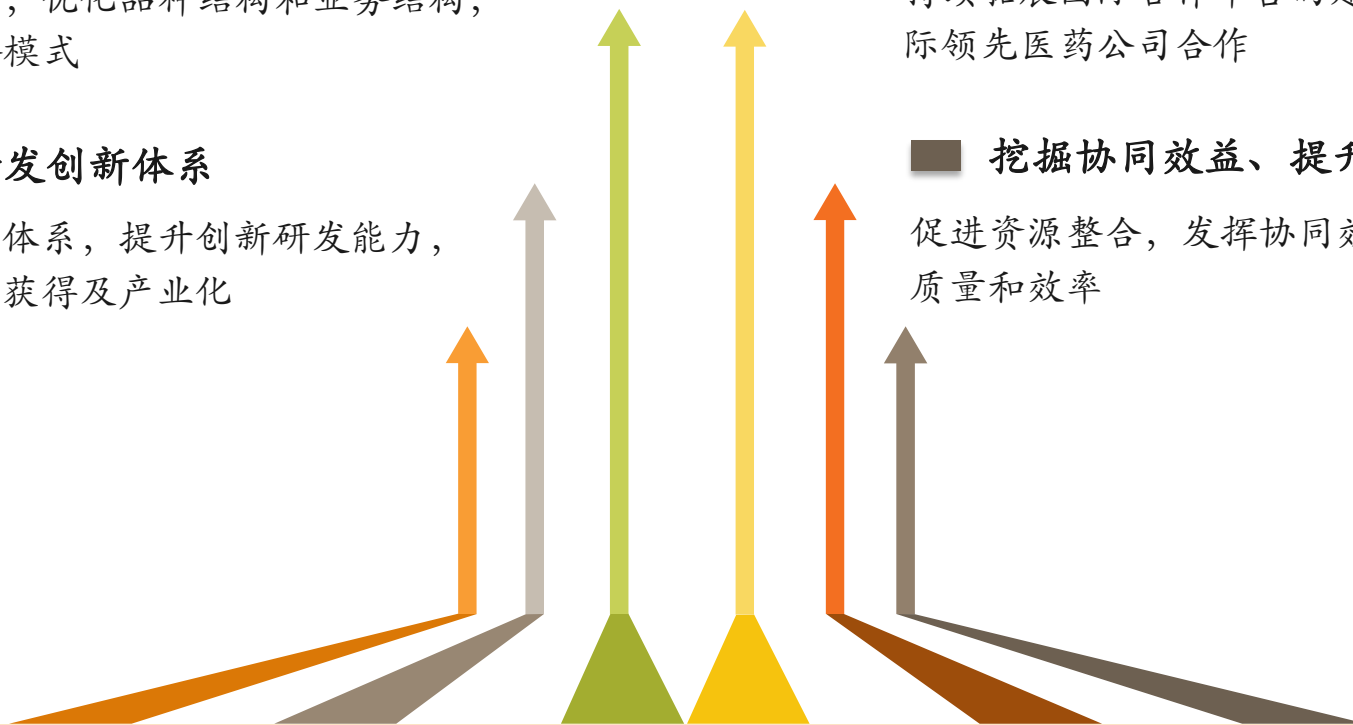 ，优化品种结构和业务结构，
模式
发创新体系
体系，提升创新研发能力，
获得及产业化
际领先医药公司合作
挖掘协同效益、提升
促进资源整合，发挥协同效
质量和效率